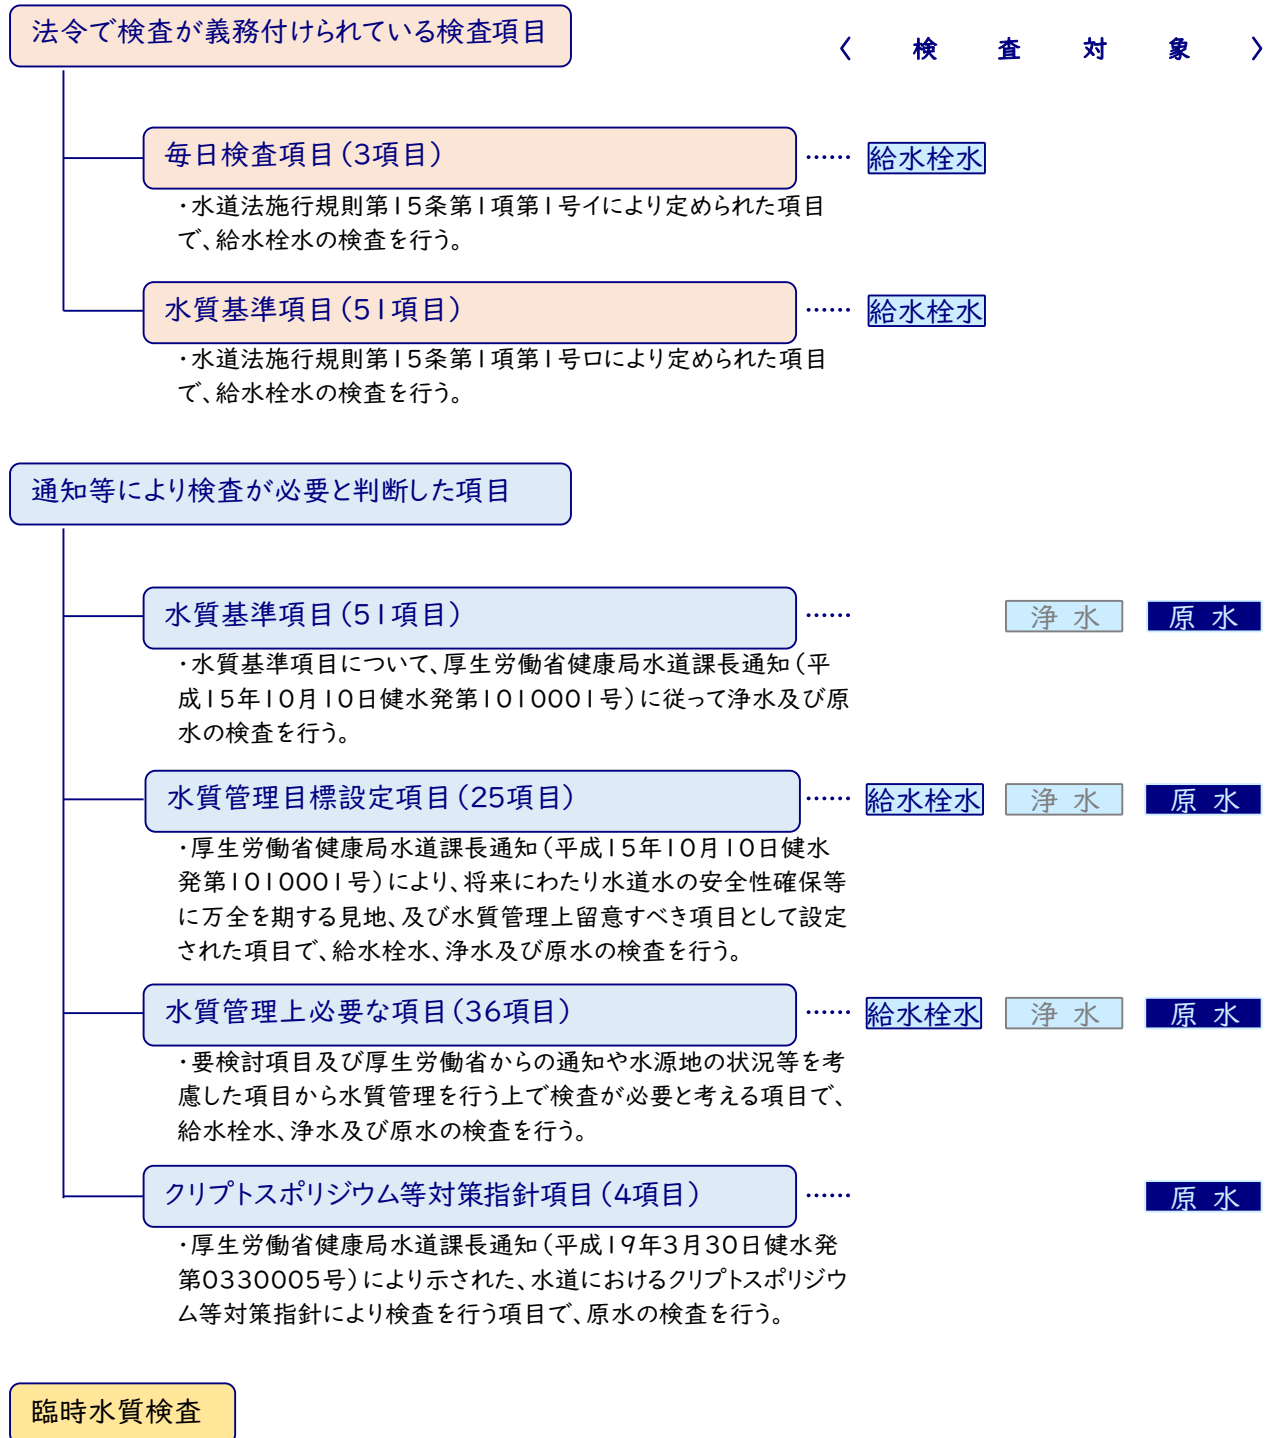 法令で検査が義務付けられている検査項目
〈 検 査 対 象 〉
毎日検査項目（3項目） …… 給水栓水
・水道法施行規則第15条第1項第1号イにより定められた項目
で、給水栓水の検査を行う。
水質基準項目（51項目） …… 給水栓水
・水道法施行規則第15条第1項第1号ロにより定められた項目
で、給水栓水の検査を行う。
通知等により検査が必要と判断した項目
水質基準項目（51項目） …… 浄 水 原 水
・水質基準項目について、厚生労働省健康局水道課長通知（平
成15年10月10日健水発第1010001号）に従って浄水及び原
水の検査を行う。
水質管理目標設定項目（25項目） …… 給水栓水 浄 水 原 水
・厚生労働省健康局水道課長通知（平成15年10月10日健水
発第1010001号）により、将来にわたり水道水の安全性確保等
に万全を期する見地、及び水質管理上留意すべき項目として設定
された項目で、給水栓水、浄水及び原水の検査を行う。
水質管理上必要な項目（36項目） …… 給水栓水 浄 水 原 水
・要検討項目及び厚生労働省からの通知や水源地の状況等を考
慮した項目から水質管理を行う上で検査が必要と考える項目で、
給水栓水、浄水及び原水の検査を行う。
クリプトスポリジウム等対策指針項目（4項目） …… 原 水
・厚生労働省健康局水道課長通知（平成19年3月30日健水発
第0330005号）により示された、水道におけるクリプトスポリジウ
ム等対策指針により検査を行う項目で、原水の検査を行う。
臨時水質検査